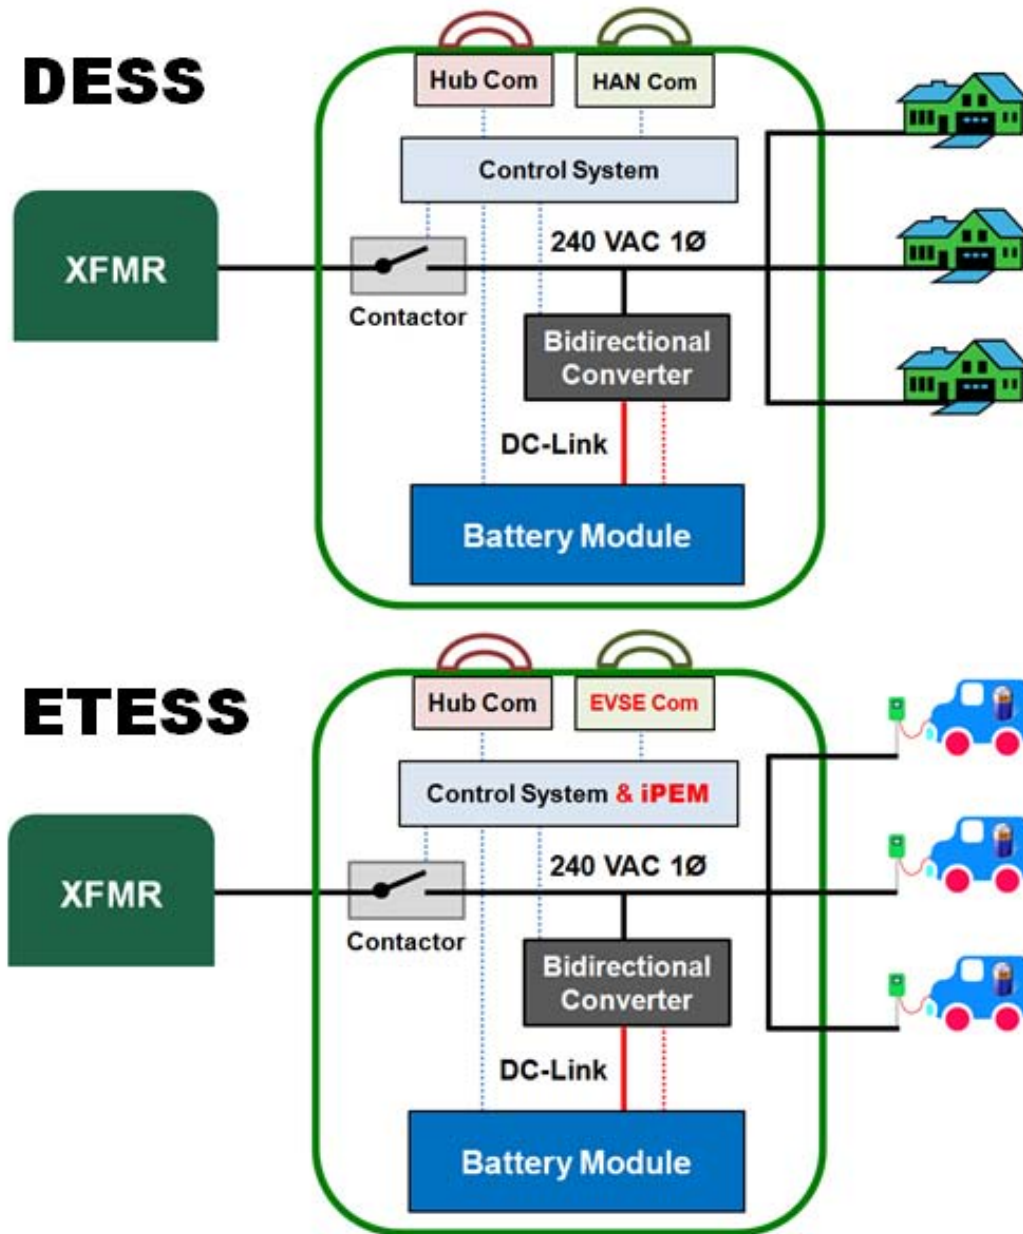 DESS
Hub Com
HAN Com
Control System
XFMR
240 VAC 1Ø
Contactor
Bidirectional
Converter
DC-Link
Battery Module
ETESS
Hub Com
EVSE Com
Control System & iPEM
XFMR
240 VAC 1Ø
Contactor
Bidirectional
Converter
DC-Link
Battery Module